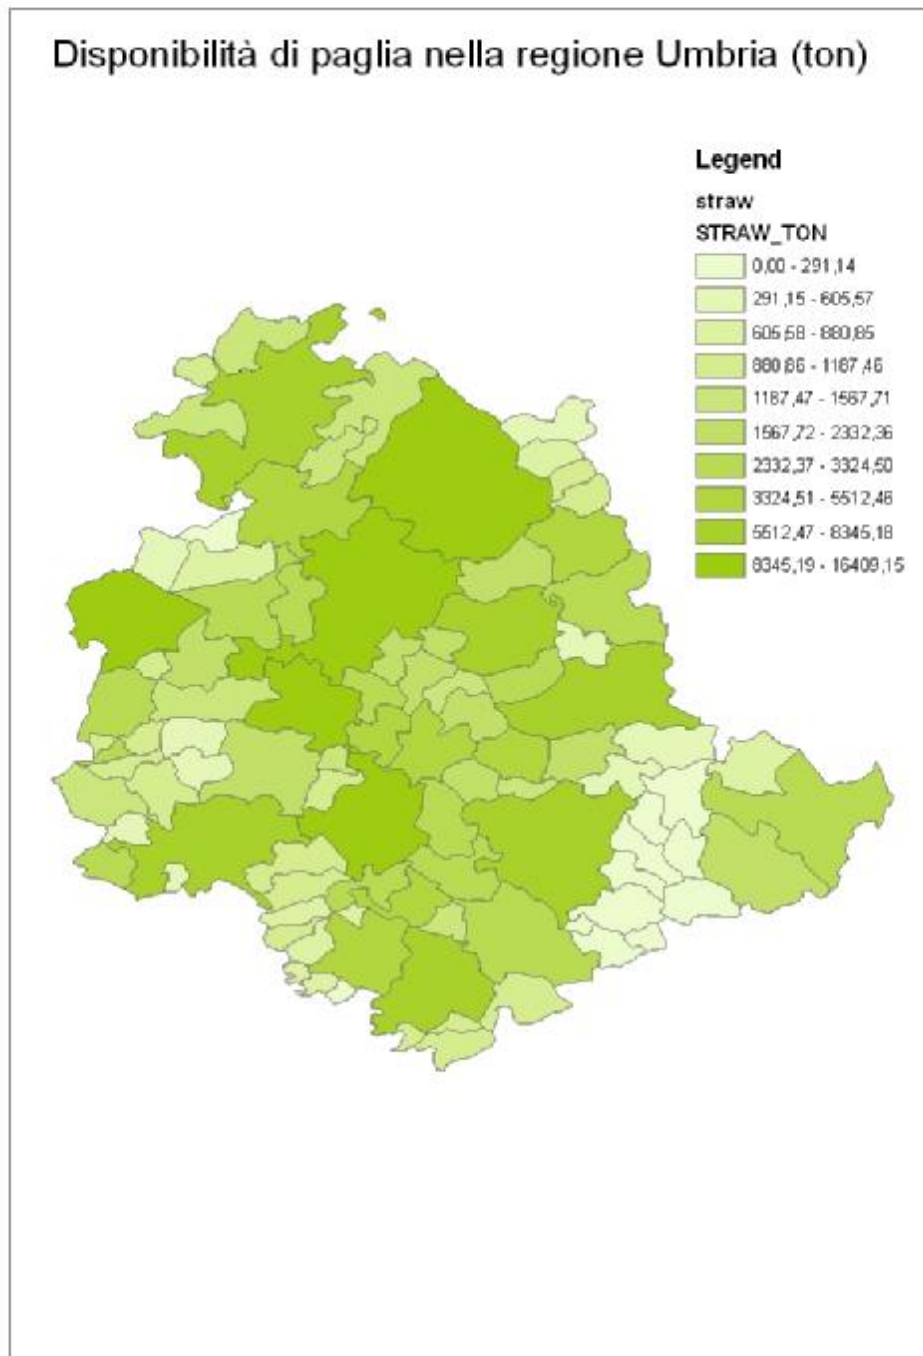 Disponibilità di paglia nella regione Umbria (ton)
Legend
straw
STRAW_TON
0,00 - 291,14
291,15 - 605,57
605,58 - 880,85
880,86 - 1187,46
1187,47 - 1567,71
1567,72 - 2332,36
2332,37 - 3324,50
3324,51 - 5512,46
5512,47 - 8345,18
8345,19 - 16409,15